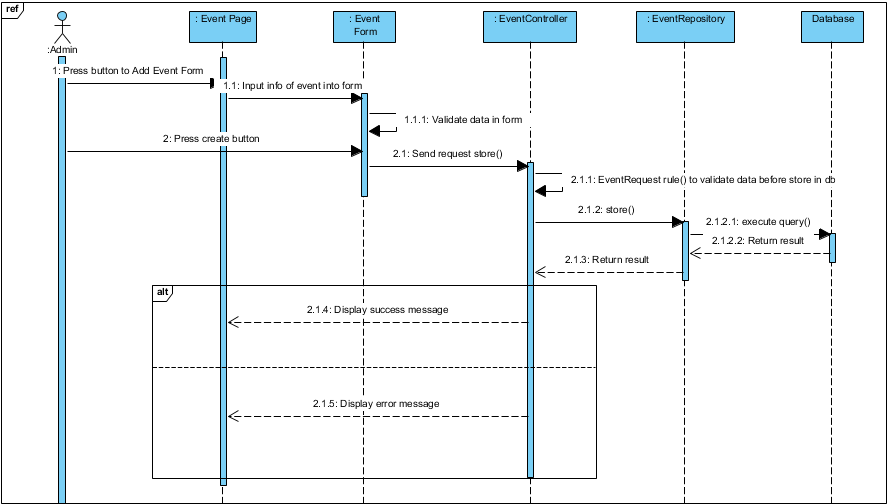 ref
: Event Page
: Event
Form
: EventController
: EventRepository
Database
:Admin
1: Press button to Add Event Form
1.1: Input info of event into form
1.1.1: Validate data in form
2: Press create button
2.1: Send request store()
2.1.1: EventRequest rule() to validate data before store in db
2.1.2: store()
2.1.2.1: execute query()
2.1.2.2: Return result
2.1.3: Return result
alt
2.1.4: Display success message
2.1.5: Display error message